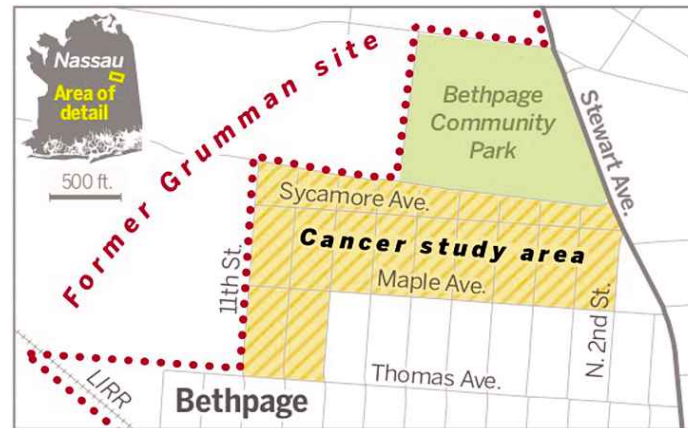 Nassau
Area of
detail
500 ft.
Former Grumman site
Bethpage
Community
Park
Stewart Ave.
Sycamore Ave.
Cancer study area
11th St.
Maple Ave.
N. 2nd St.
Thomas Ave.
LIRR
Bethpage